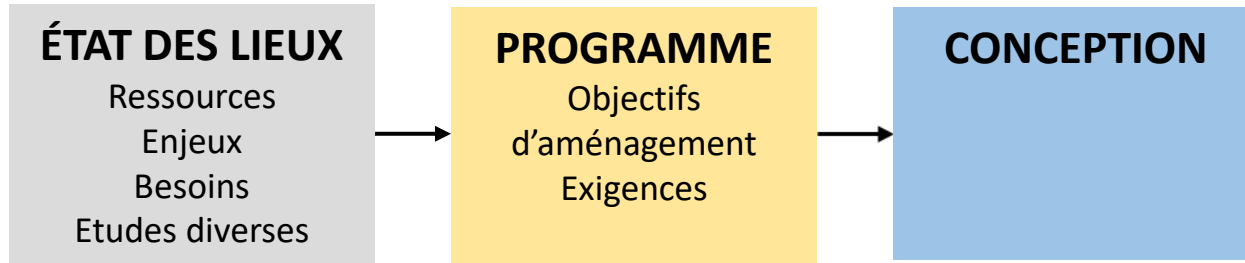 ÉTAT DES LIEUX
Ressources
Enjeux
Besoins
Etudes diverses
PROGRAMME
Objectifs
d’aménagement
Exigences
CONCEPTION